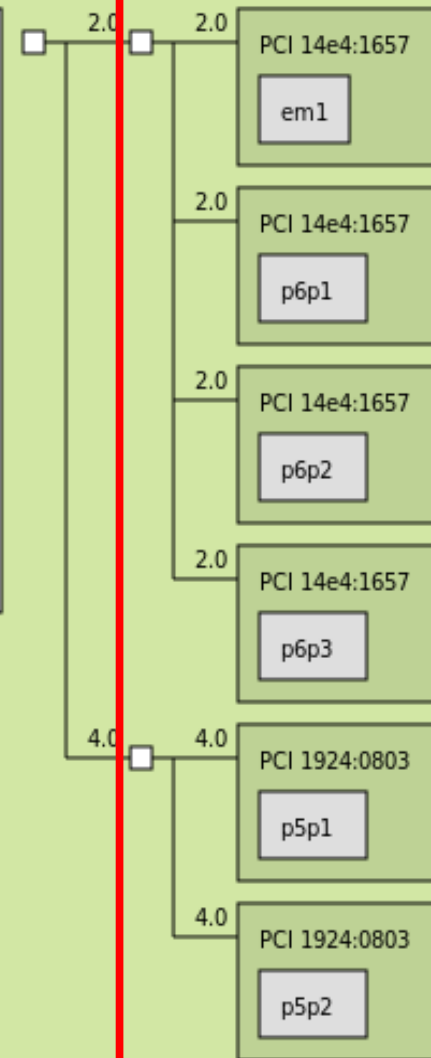 2.0 2.0 PCI 14e4:1657
em1
2.0 PCI 14e4:1657
p6p1
2.0 PCI 14e4:1657
p6p2
2.0 PCI 14e4:1657
p6p3
4.0 4.0 PCI 1924:0803
p5p1
4.0 PCI 1924:0803
p5p2